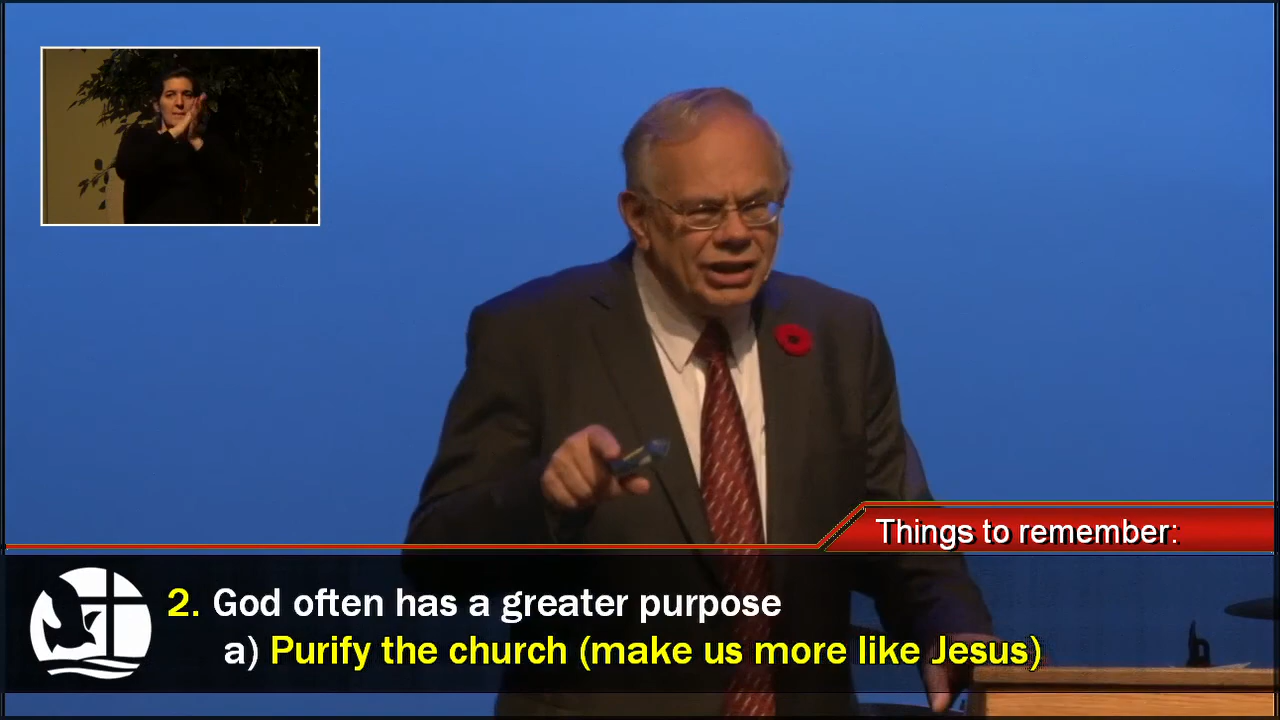 Things to remember:
2. God often has a greater purpose
a) Purify the church (make us more like Jesus)